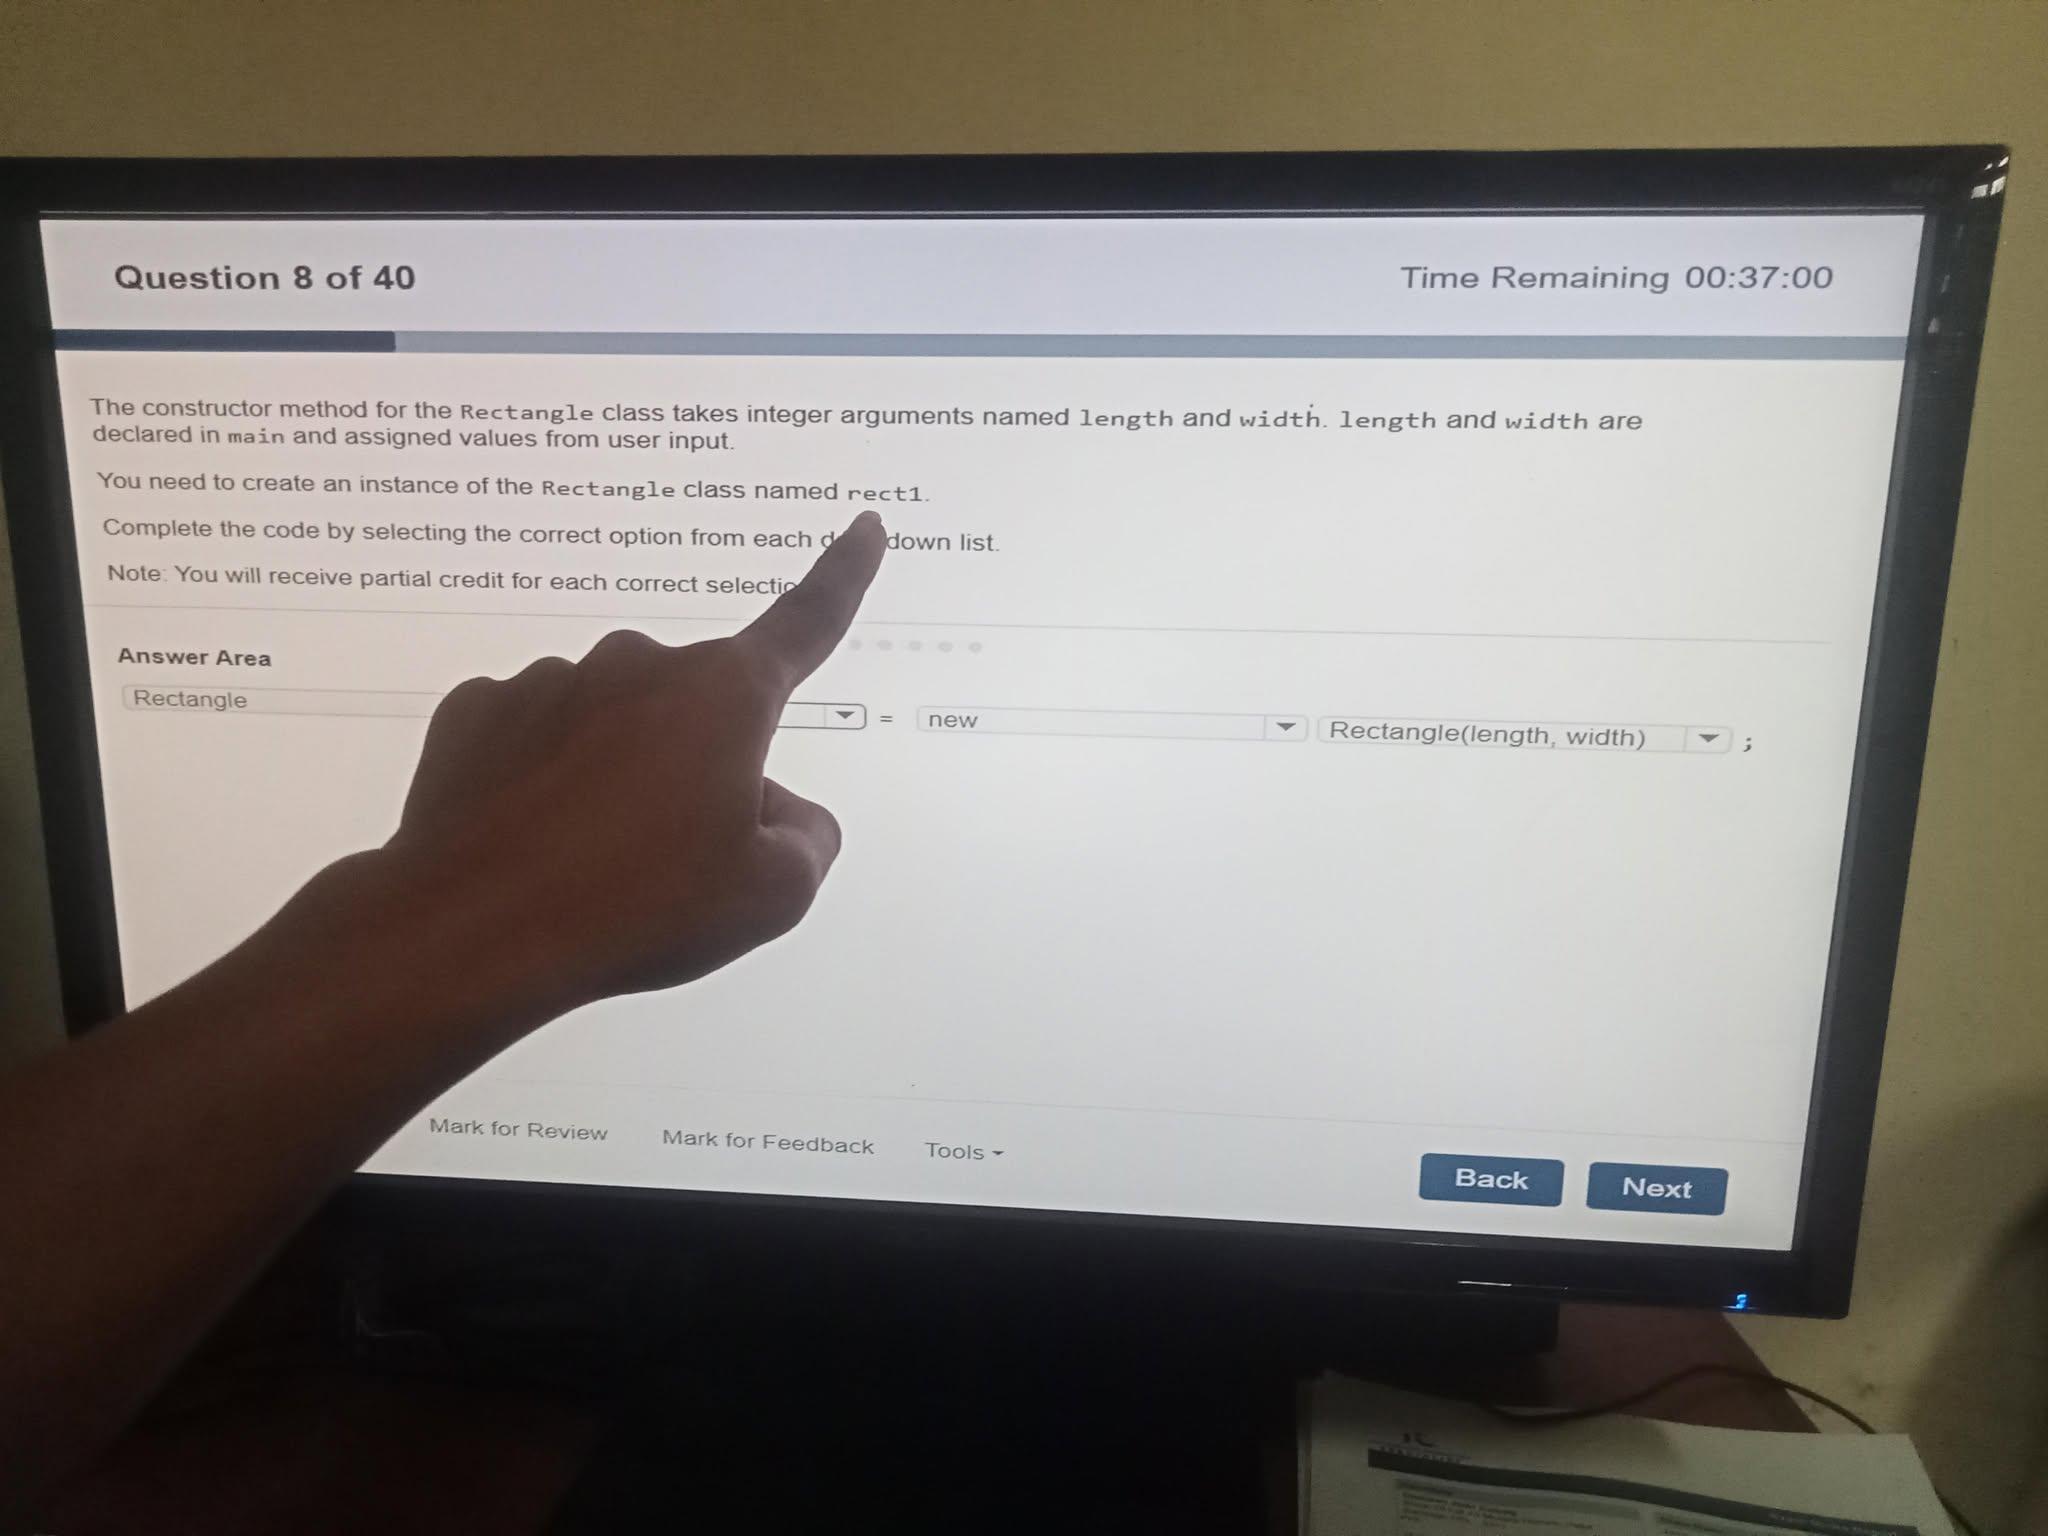 Question 8 of 40
Time Remaining 00:37:00
The constructor method for the Rectangle class takes integer arguments named length and width. length and width are
declared in main and assigned values from user input.
You need to create an instance of the Rectangle class named rect1.
Complete the code by selecting the correct option from each down list.
Note: You will receive partial credit for each correct
Answer Area
Rectangle = new Rectangle(length, width) ;
Mark for Review Mark for Feedback Tools
Back Next